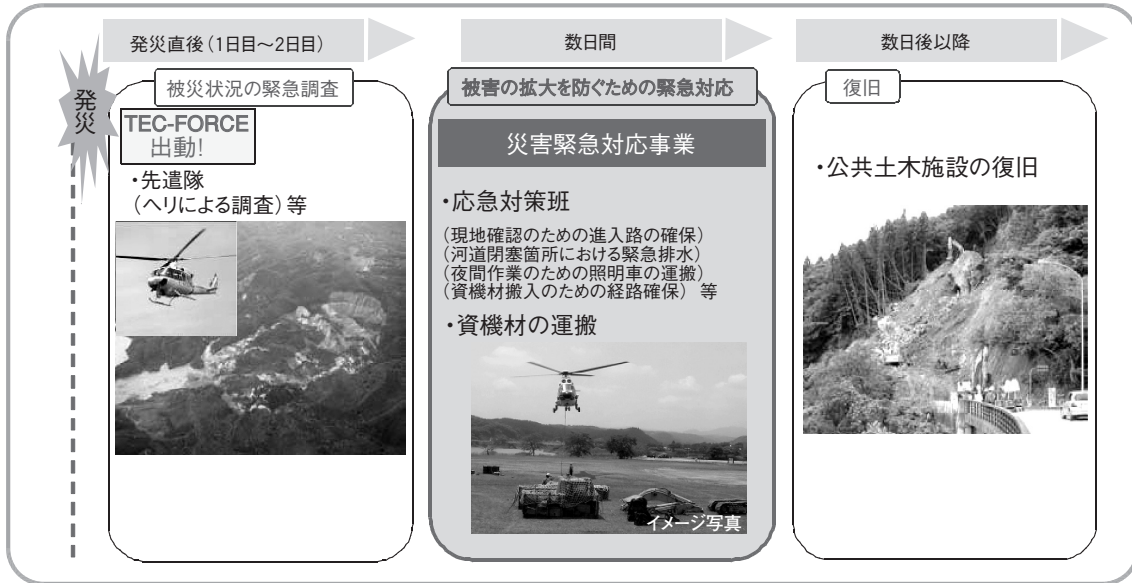 発災直後（1日目～2日目）
数日間
数日後以降
発災
被災状況の緊急調査
TEC-FORCE
出動！
・先遣隊
（ヘリによる調査）等
被害の拡大を防ぐための緊急対応
災害緊急対応事業
・応急対策班
（現地確認のための進入路の確保）
（河道閉塞箇所における緊急排水）
（夜間作業のための照明車の運搬）
（資機材搬入のための経路確保） 等
・資機材の運搬
イメージ写真
復旧
・公共土木施設の復旧